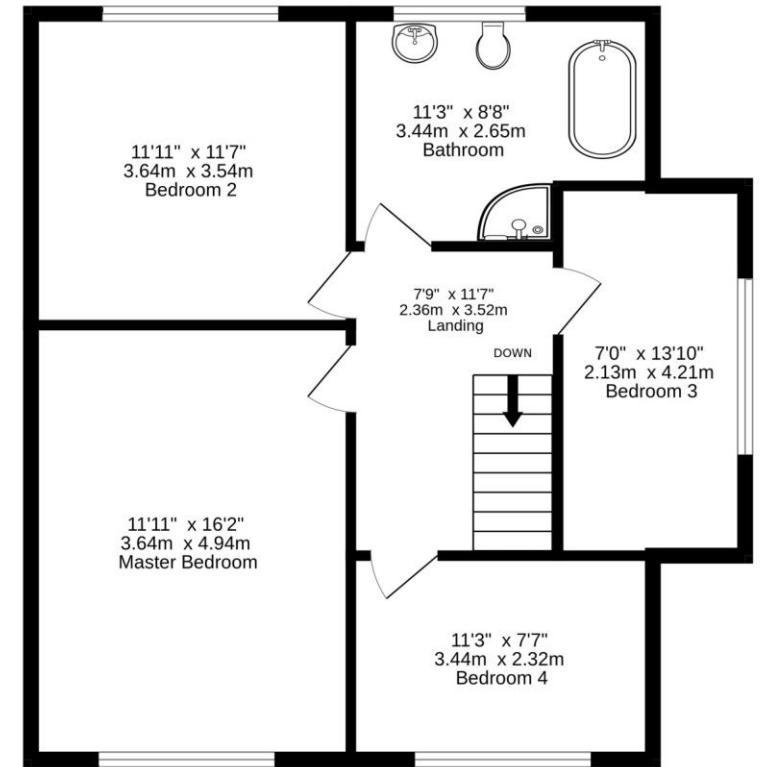 11'3" x 8'8"
3.44m x 2.65m
Bathroom
11'11" x 11'7"
3.64m x 3.54m
Bedroom 2
7'9" x 11'7"
2.36m x 3.52m
Landing
DOWN
7'0" x 13'10"
2.13m x 4.21m
Bedroom 3
11'11" x 16'2"
3.64m x 4.94m
Master Bedroom
11'3" x 7'7"
3.44m x 2.32m
Bedroom 4